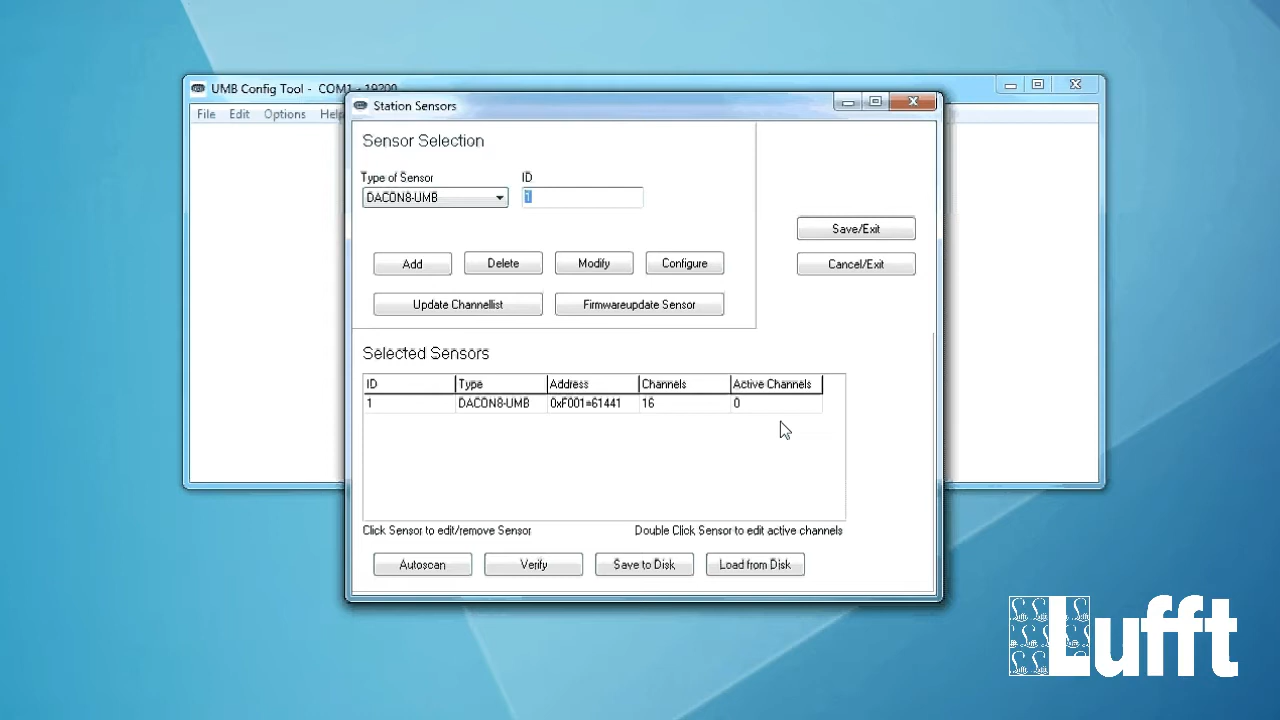 UMB Config Tool - COM1 - 19200
Station Sensors
File Edit Options Help
Sensor Selection
Type of Sensor ID
DACON8-UMB 1
Save/Exit
Add Delete Modify Configure Cancel/Exit
Update Channellist Firmwareupdate Sensor
Selected Sensors
ID Type Address Channels Active Channels
1 DACON8-UMB 0xF001=61441 16 0
Click Sensor to edit/remove Sensor Double Click Sensor to edit active channels
Autoscan Verify Save to Disk Load from Disk
Lufft